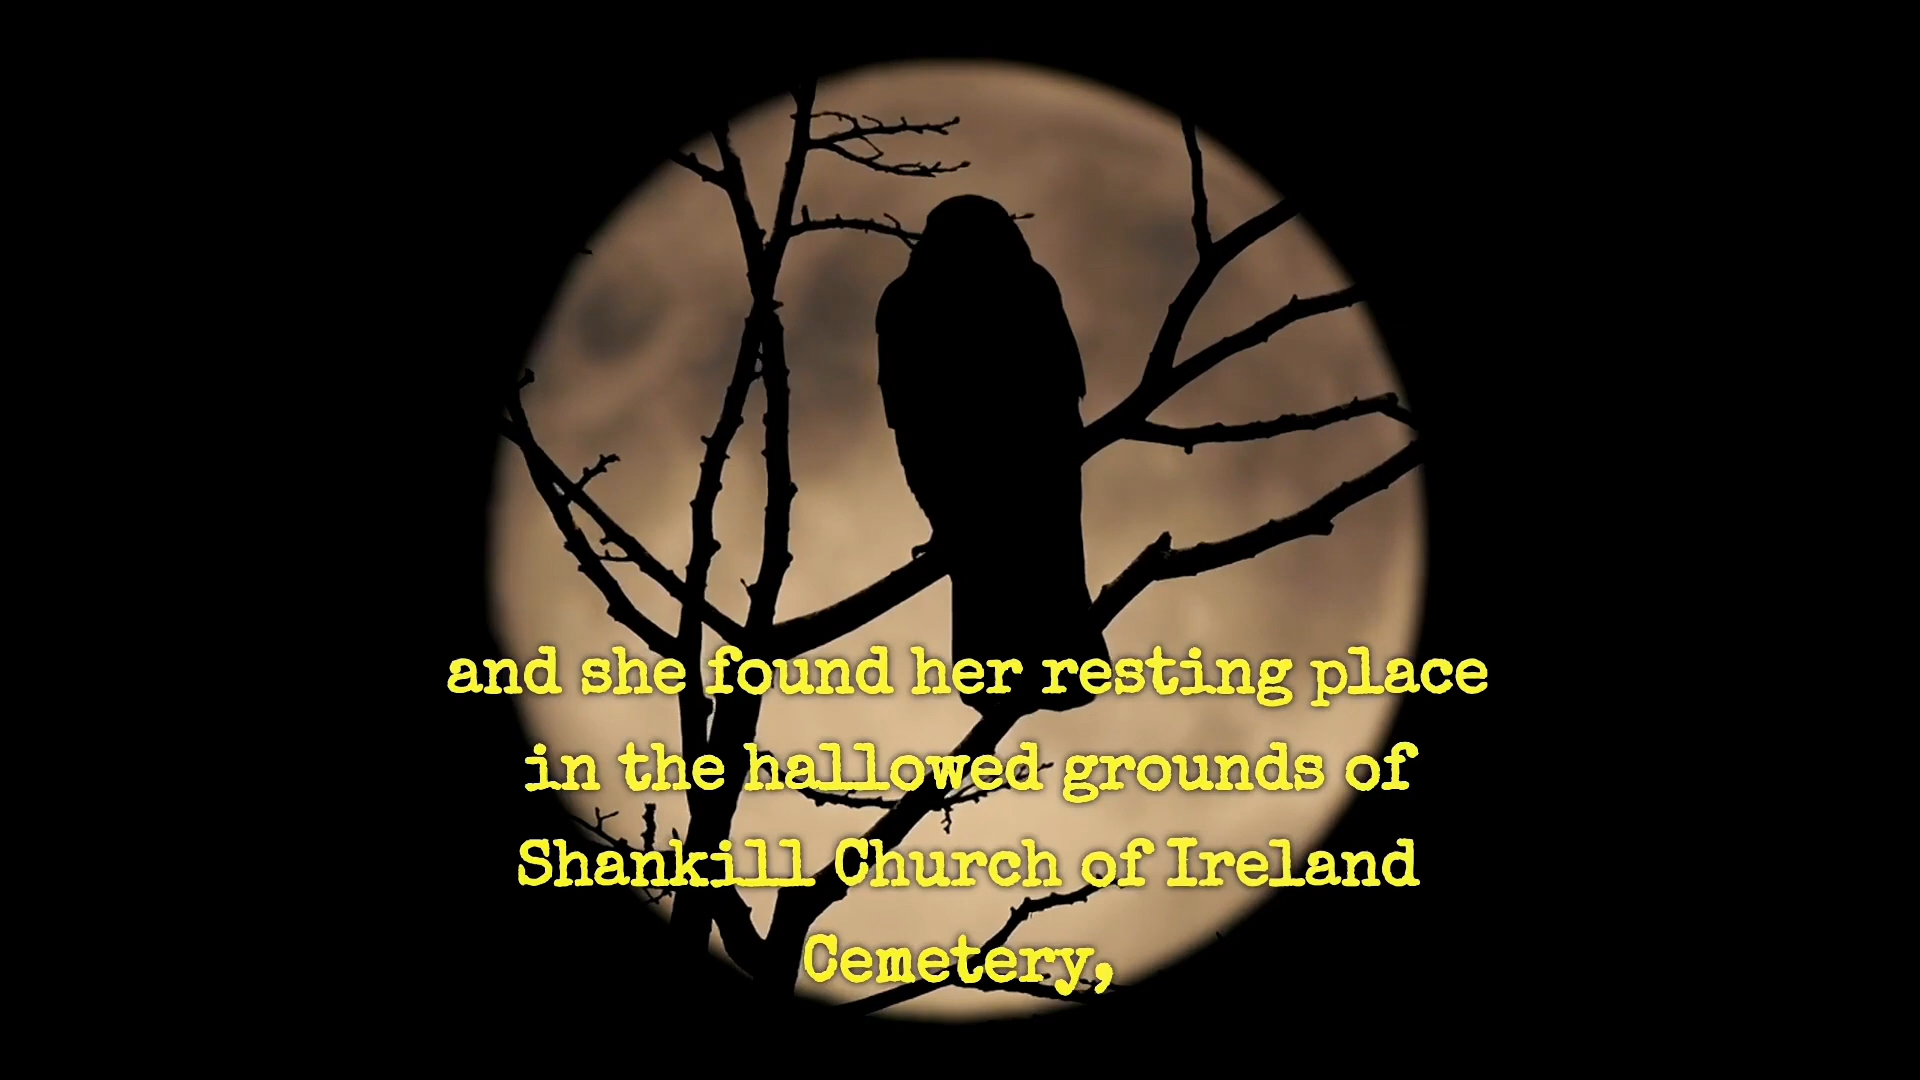 and she found her resting place
in the hallowed grounds of
Shankill Church of Ireland
Cemetery,